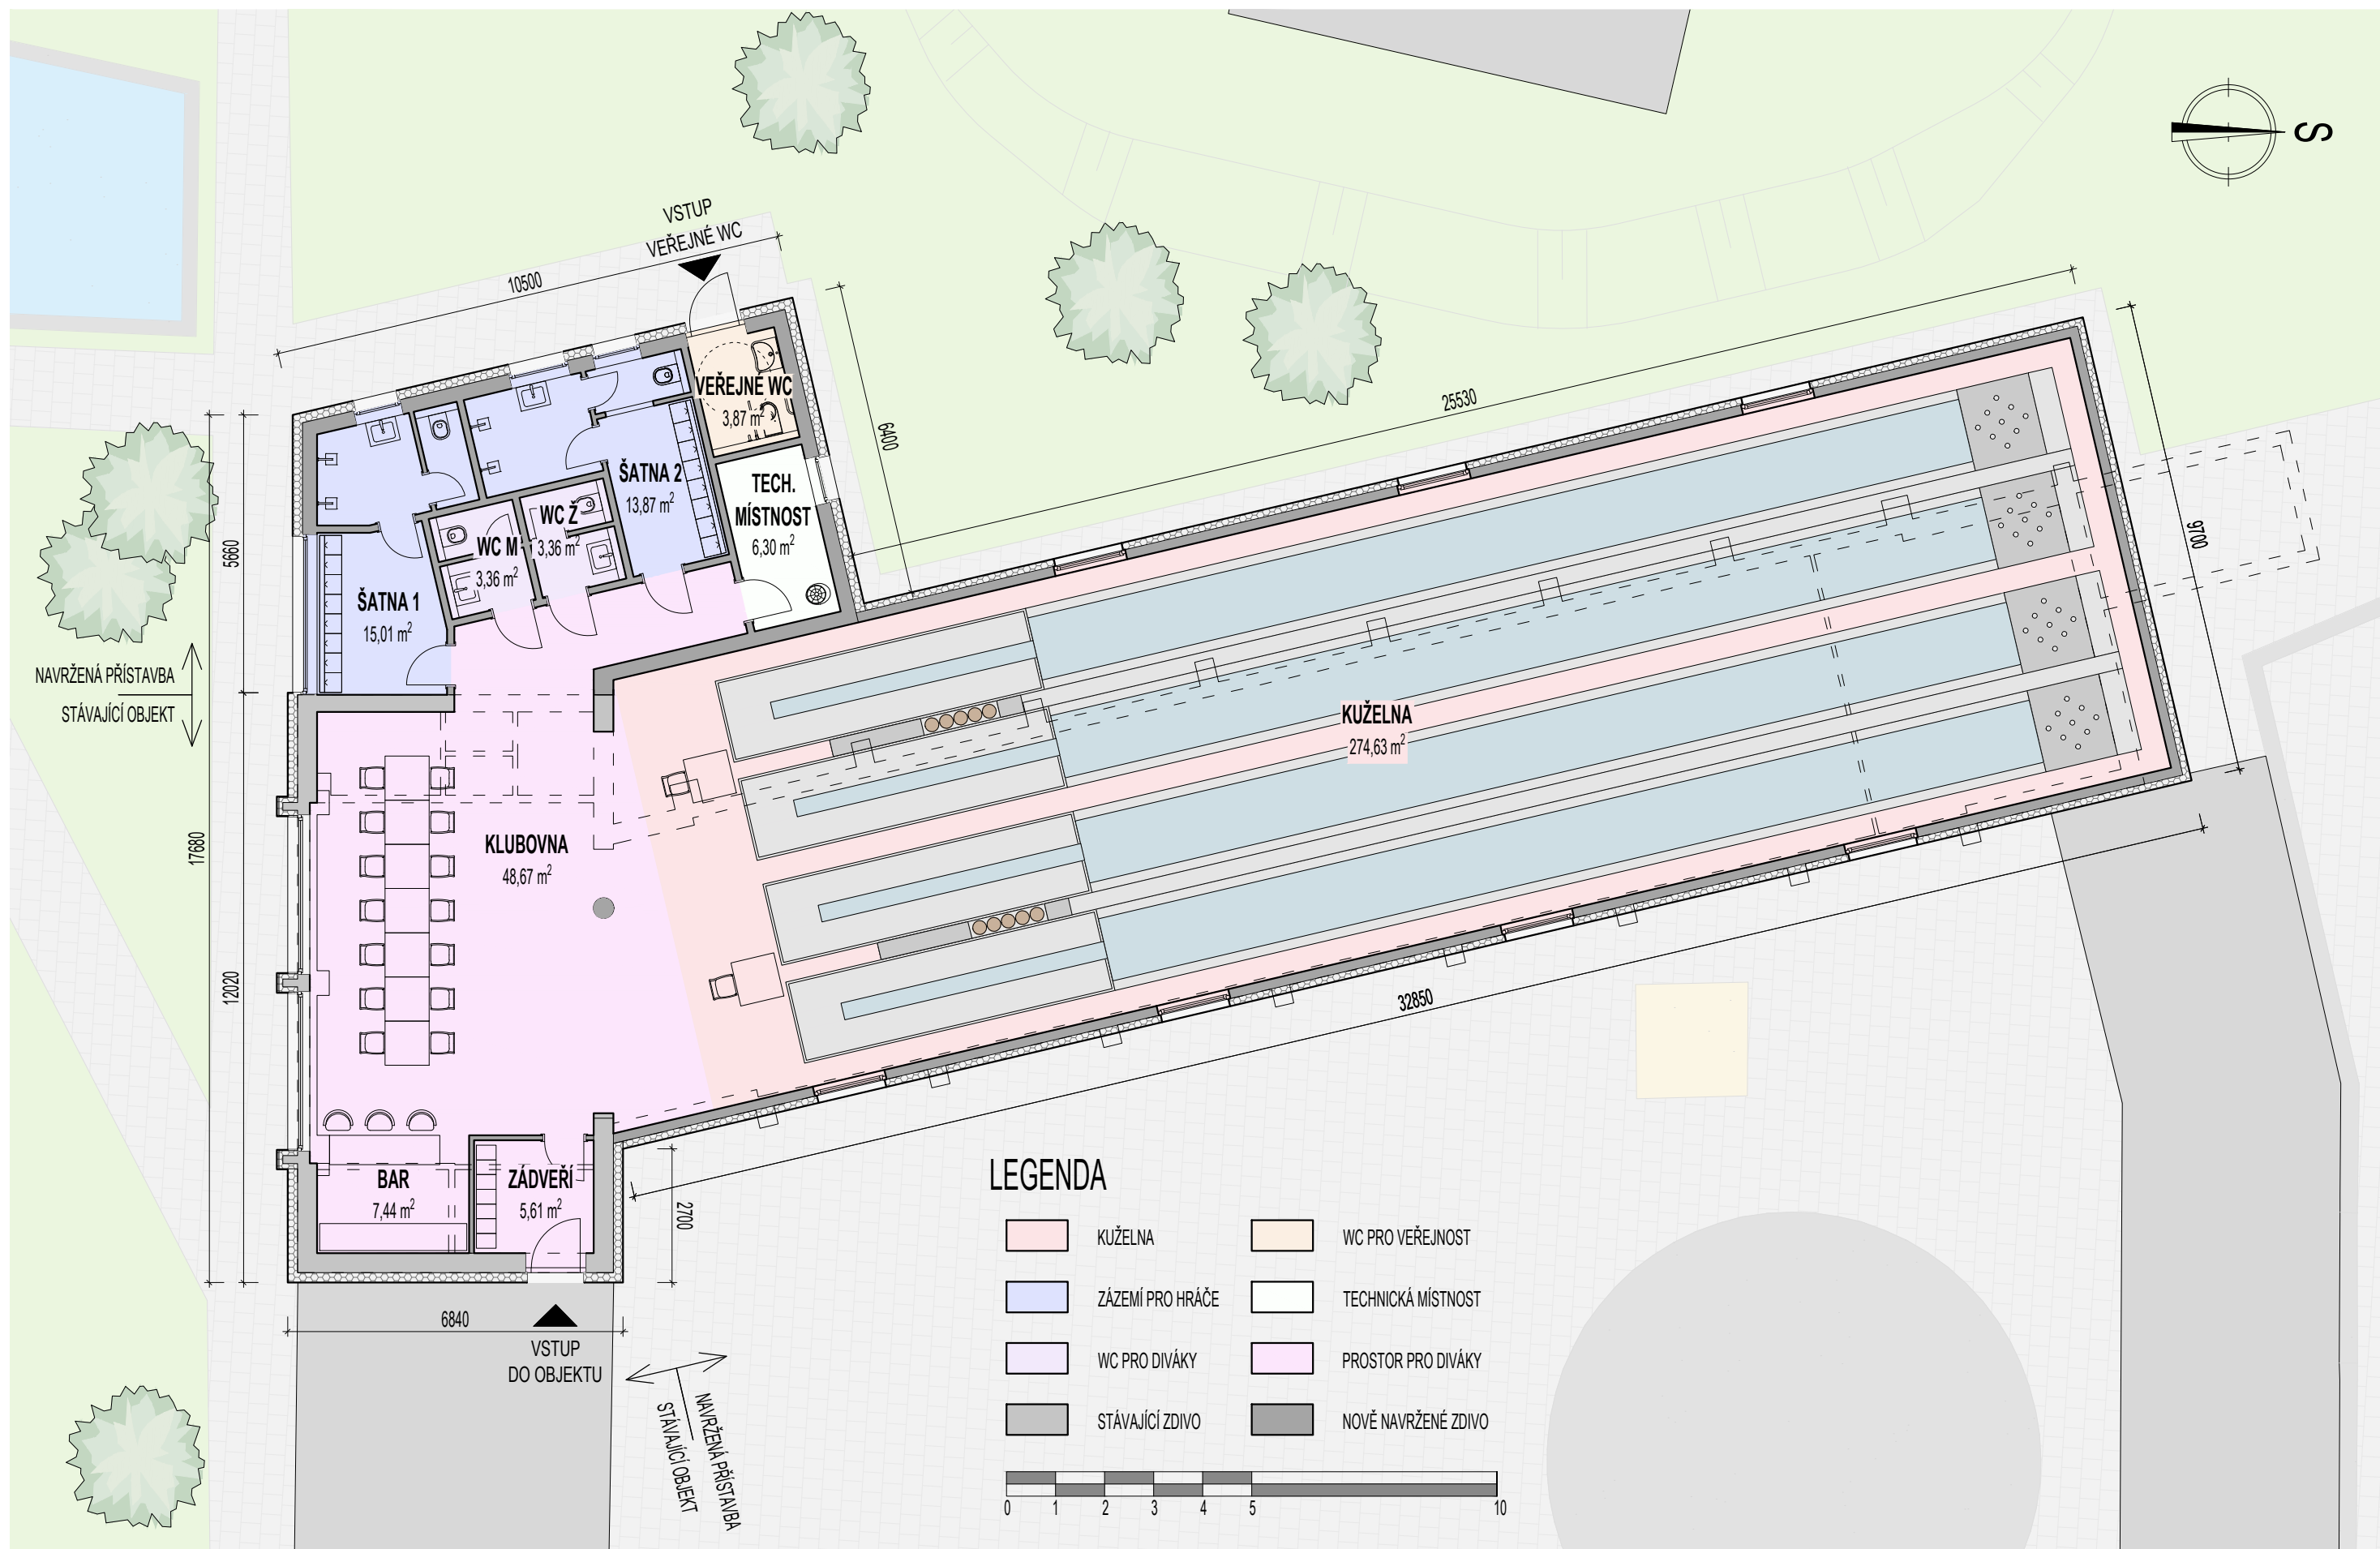 S
VSTUP
VEŘEJNÉ WC
10500
VEŘEJNÉ WC
3,87 m²
25530
6400
9700
ŠATNA 2
13,87 m²
TECH.
MÍSTNOST
6,30 m²
WC Ž
3,36 m²
WC M
3,36 m²
ŠATNA 1
15,01 m²
5660
NAVRŽENÁ PŘÍSTAVBA
STÁVAJÍCÍ OBJEKT
17680
12020
KUŽELNA
274,63 m²
KLUBOVNA
48,67 m²
32850
BAR
7,44 m²
ZÁDVEŘÍ
5,61 m²
2700
6840
VSTUP
DO OBJEKTU
NAVRŽENÁ PŘÍSTAVBA
STÁVAJÍCÍ OBJEKT
LEGENDA
KUŽELNA
WC PRO VEŘEJNOST
ZÁZEMÍ PRO HRÁČE
TECHNICKÁ MÍSTNOST
WC PRO DIVÁKY
PROSTOR PRO DIVÁKY
STÁVAJÍCÍ ZDIVO
NOVĚ NAVRŽENÉ ZDIVO
0 1 2 3 4 5 10